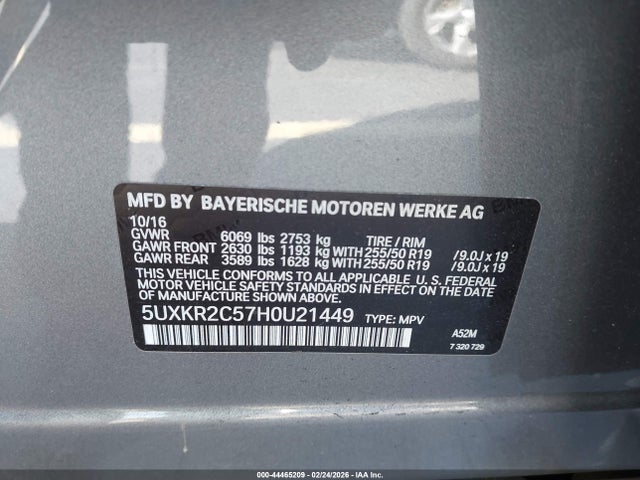 MFD BY BAYERISCHE MOTOREN WERKE AG
10/16
GVWR 6069 lbs 2753 kg TIRE / RIM
GAWR FRONT 2630 lbs 1193 kg WITH 255/50 R19 /9.0J x 19
GAWR REAR 3589 lbs 1628 kg WITH 255/50 R19 /9.0J x 19
THIS VEHICLE CONFORMS TO ALL APPLICABLE U. S. FEDERAL
MOTOR VEHICLE SAFETY STANDARDS IN EFFECT ON THE DATE OF
MANUFACTURE SHOWN ABOVE.
5UXKR2C57H0U21449 TYPE: MPV
A52M
7 320 729
000-44465209 - 02/24/2026 - IAA Inc.